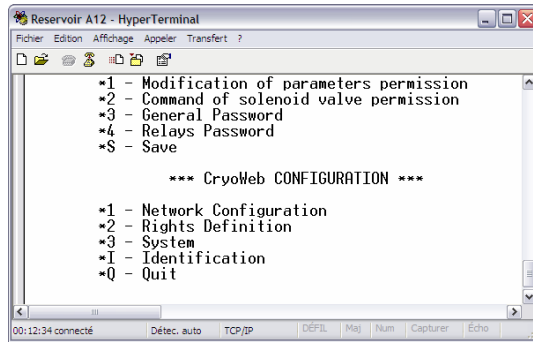 Reservoir A12 - HyperTerminal
Fichier Edition Affichage Appeler Transfert ?
*1 - Modification of parameters permission
*2 - Command of solenoid valve permission
*3 - General Password
*4 - Relays Password
*S - Save
*** CryoWeb CONFIGURATION ***
*1 - Network Configuration
*2 - Rights Definition
*3 - System
*I - Identification
*Q - Quit
00:12:34 connecté Détec. auto TCP/IP DÉFIL Maj Num Capturer Écho